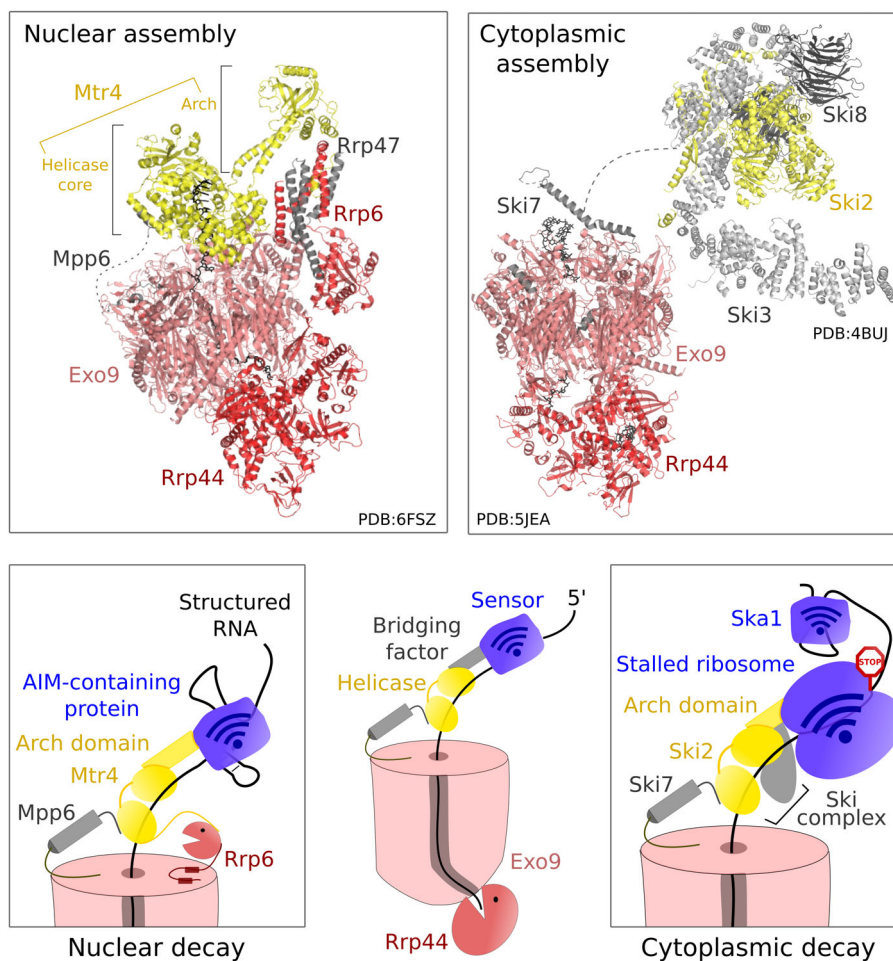 Nuclear assembly
Mtr4
Arch
Helicase
core
Rrp47
Rrp6
Mpp6
Exo9
Rrp44
PDB:6FSZ
Cytoplasmic
assembly
Ski8
Ski7
Ski2
Ski3
PDB:4BUJ
Exo9
Rrp44
PDB:5JEA
Structured
RNA
AIM-containing
protein
Arch domain
Mtr4
Mpp6
Rrp6
Nuclear decay
Sensor
5'
Bridging
factor
Helicase
Exo9
Rrp44
Ska1
STOP
Stalled ribosome
Arch domain
Ski2
Ski7
Ski
complex
Cytoplasmic decay